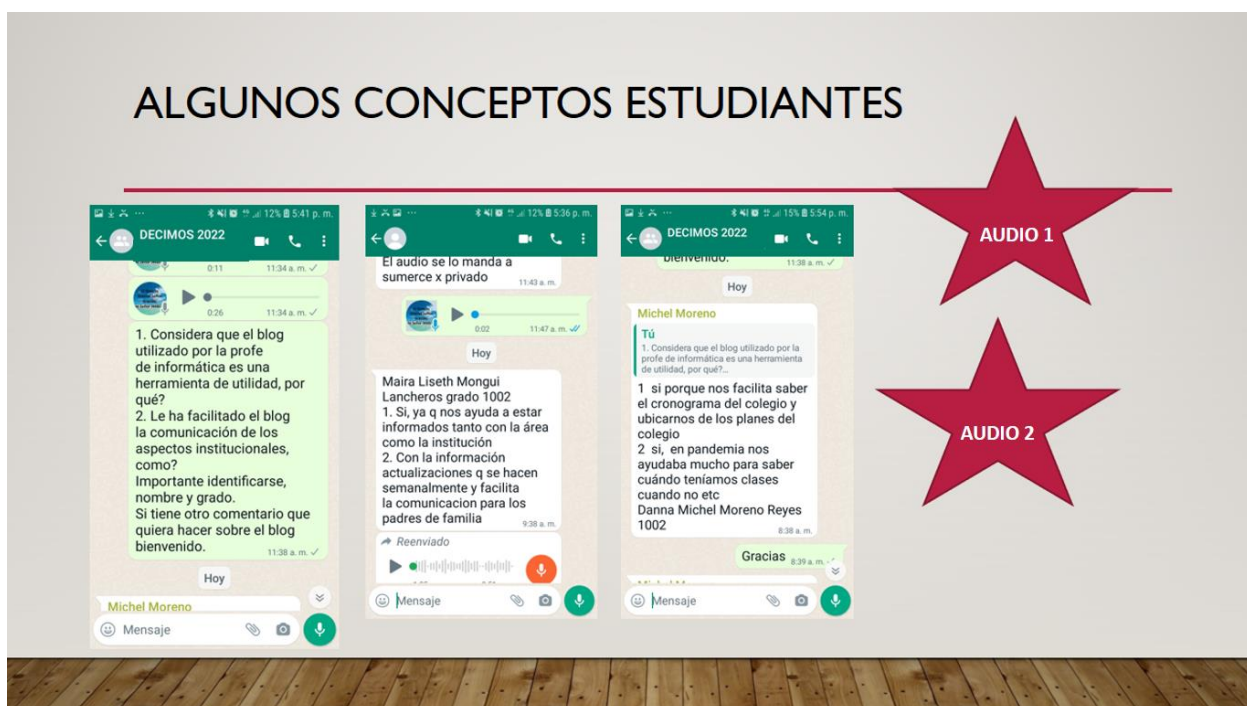 ALGUNOS CONCEPTOS ESTUDIANTES
12% 5:41 p. m.
DECIMOS 2022
0:11 11:34 a. m.
0:26 11:34 a. m.
1. Considera que el blog
utilizado por la profe
de informática es una
herramienta de utilidad, por
qué?
2. Le ha facilitado el blog
la comunicación de los
aspectos institucionales,
como?
Importante identificarse,
nombre y grado.
Si tiene otro comentario que
quiera hacer sobre el blog
bienvenido.
11:38 a. m.
Hoy
Michel Moreno
Mensaje
12% 5:36 p. m.
El audio se lo manda a
sumerce x privado
11:43 a. m.
0:02 11:47 a. m.
Hoy
Maira Liseth Mongui
Lancheros grado 1002
1. Si, ya q nos ayuda a estar
informados tanto con la área
como la institución
2. Con la información
actualizaciones q se hacen
semanalmente y facilita
la comunicacion para los
padres de familia
9:38 a. m.
Reenviado
Mensaje
15% 5:54 p. m.
DECIMOS 2022
bienvenido.
11:38 a. m.
Hoy
Michel Moreno
Tú
1. Considera que el blog utilizado por la
profe de informática es una herramienta
de utilidad, por qué?...
1 si porque nos facilita saber
el cronograma del colegio y
ubicarnos de los planes del
colegio
2 si, en pandemia nos
ayudaba mucho para saber
cuándo teníamos clases
cuando no etc
Danna Michel Moreno Reyes
1002
8:38 a. m.
Gracias 8:39 a. m.
Mensaje
AUDIO 1
AUDIO 2